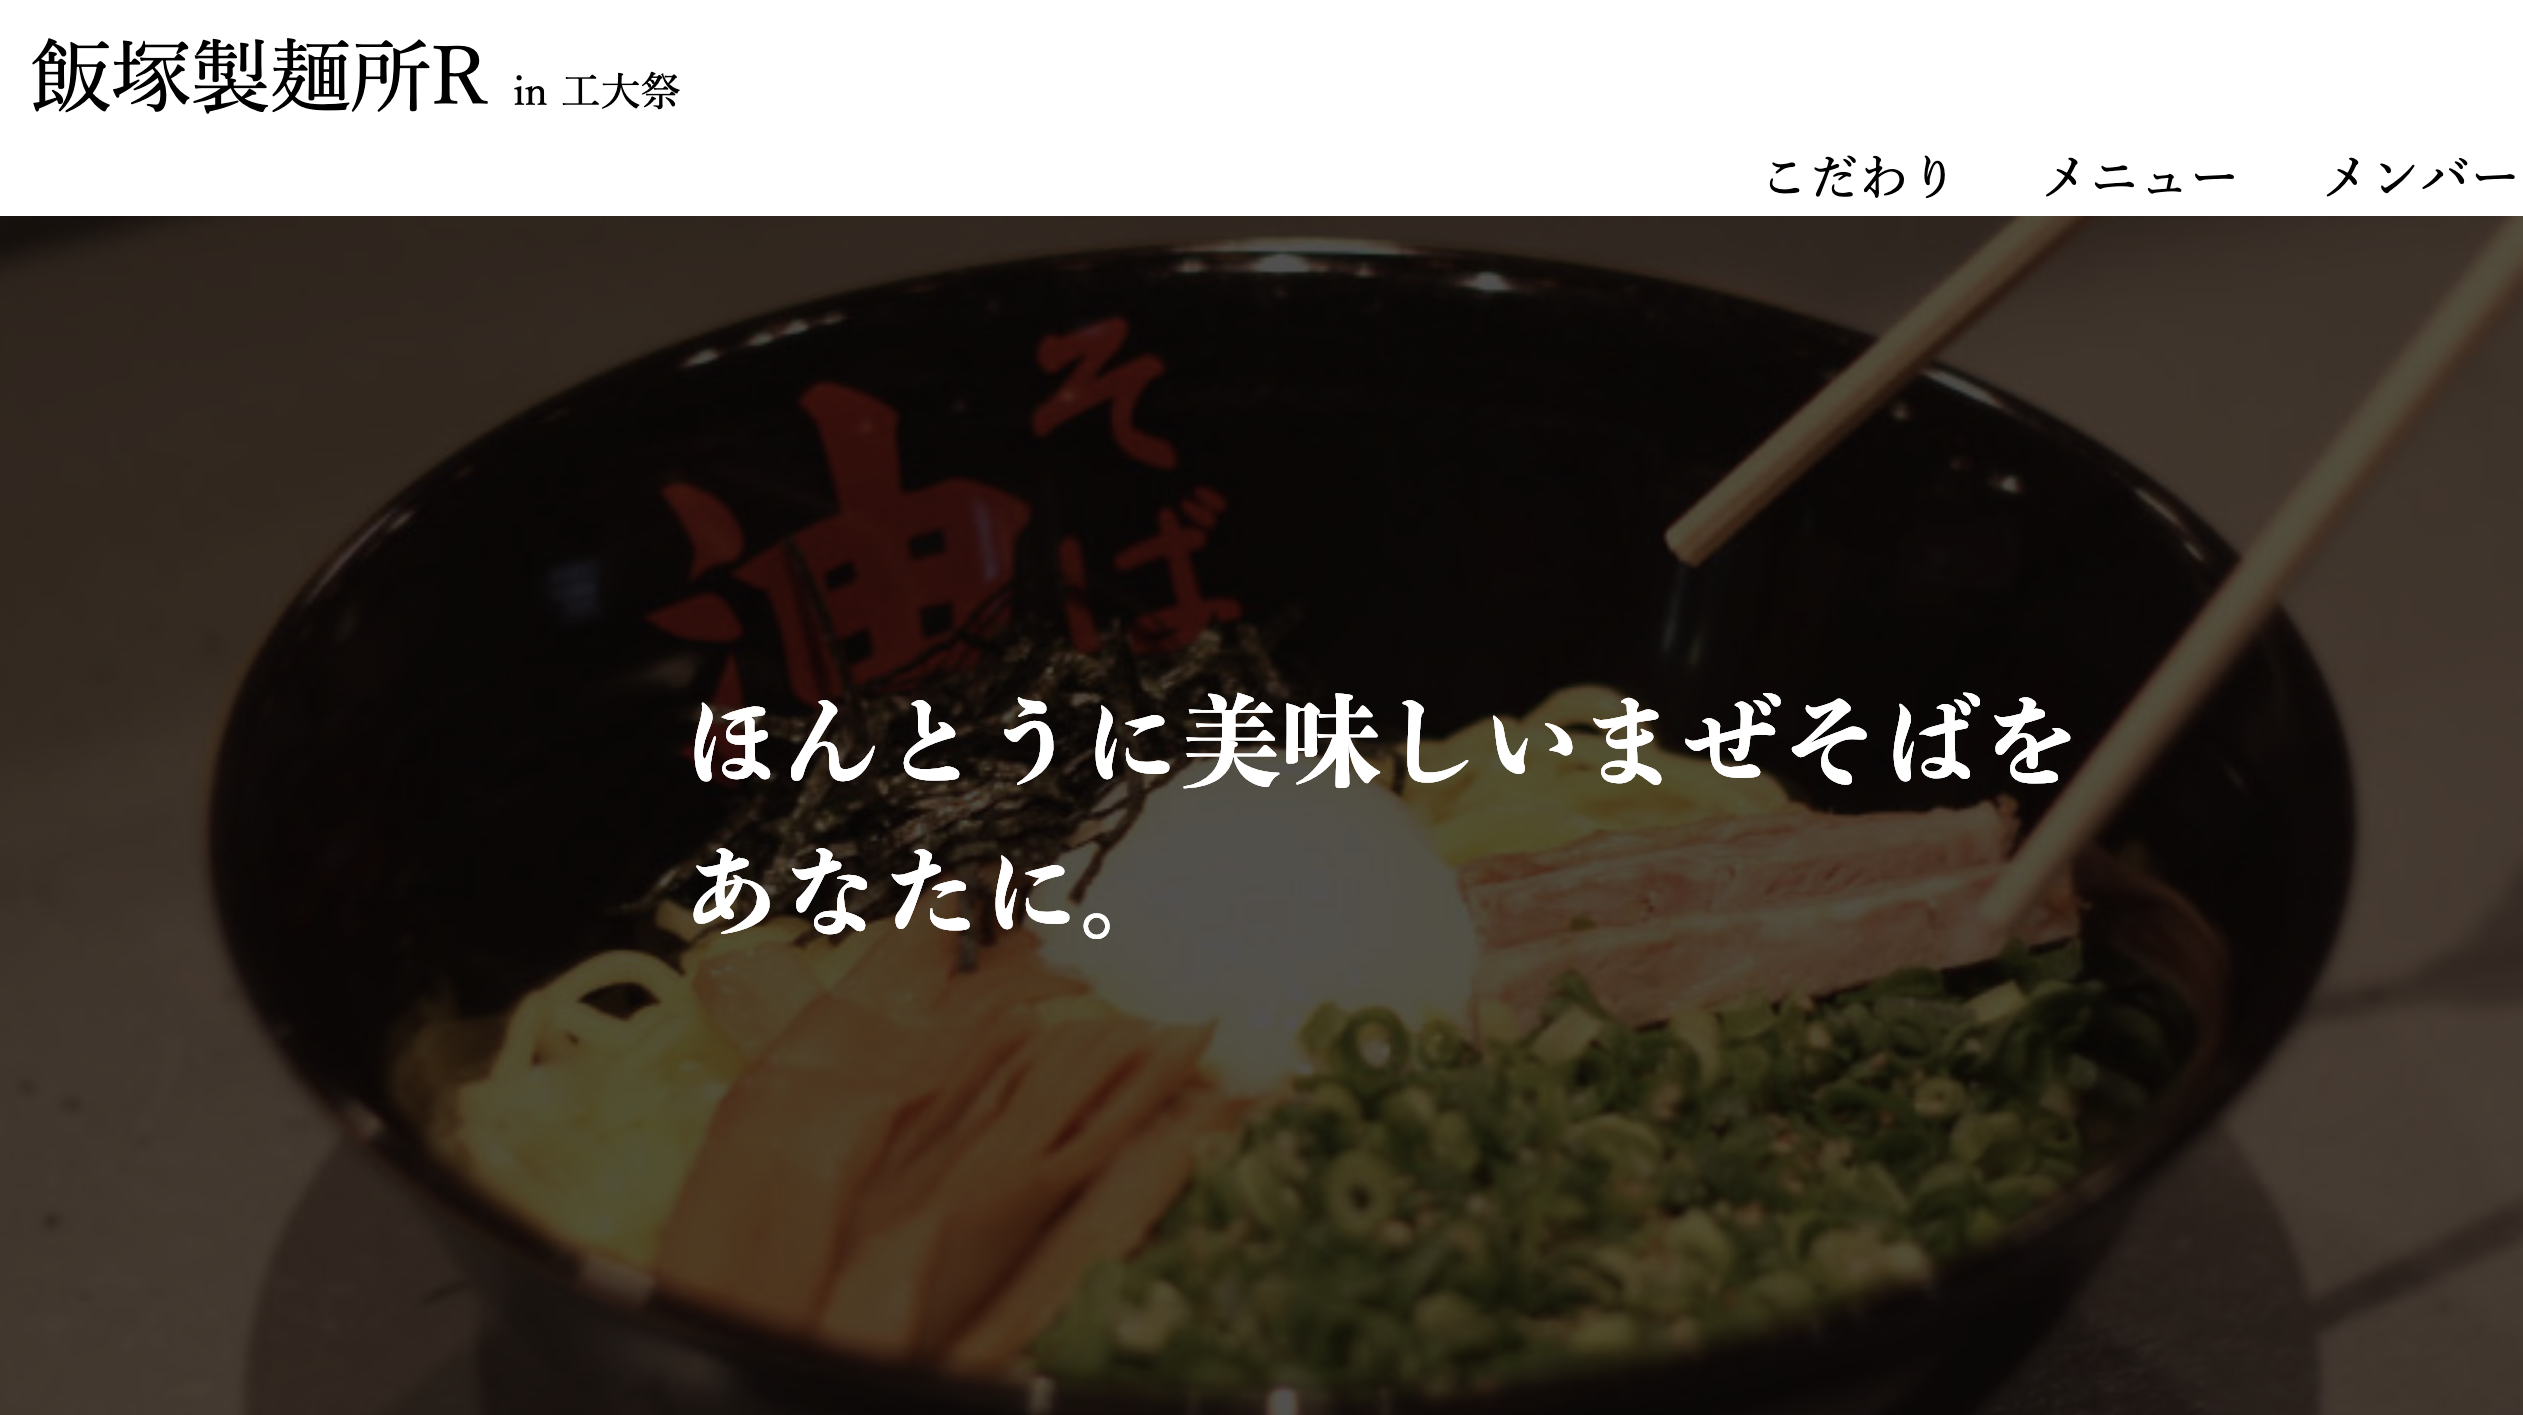 飯塚製麺所R in 工大祭
こだわり メニュー メンバー
油そば
ほんとうに美味しいまぜそばを
あなたに。